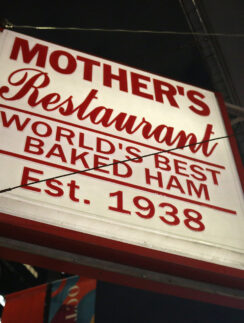 MOTHER'S
Restaurant
WORLD'S BEST
BAKED HAM
Est. 1938